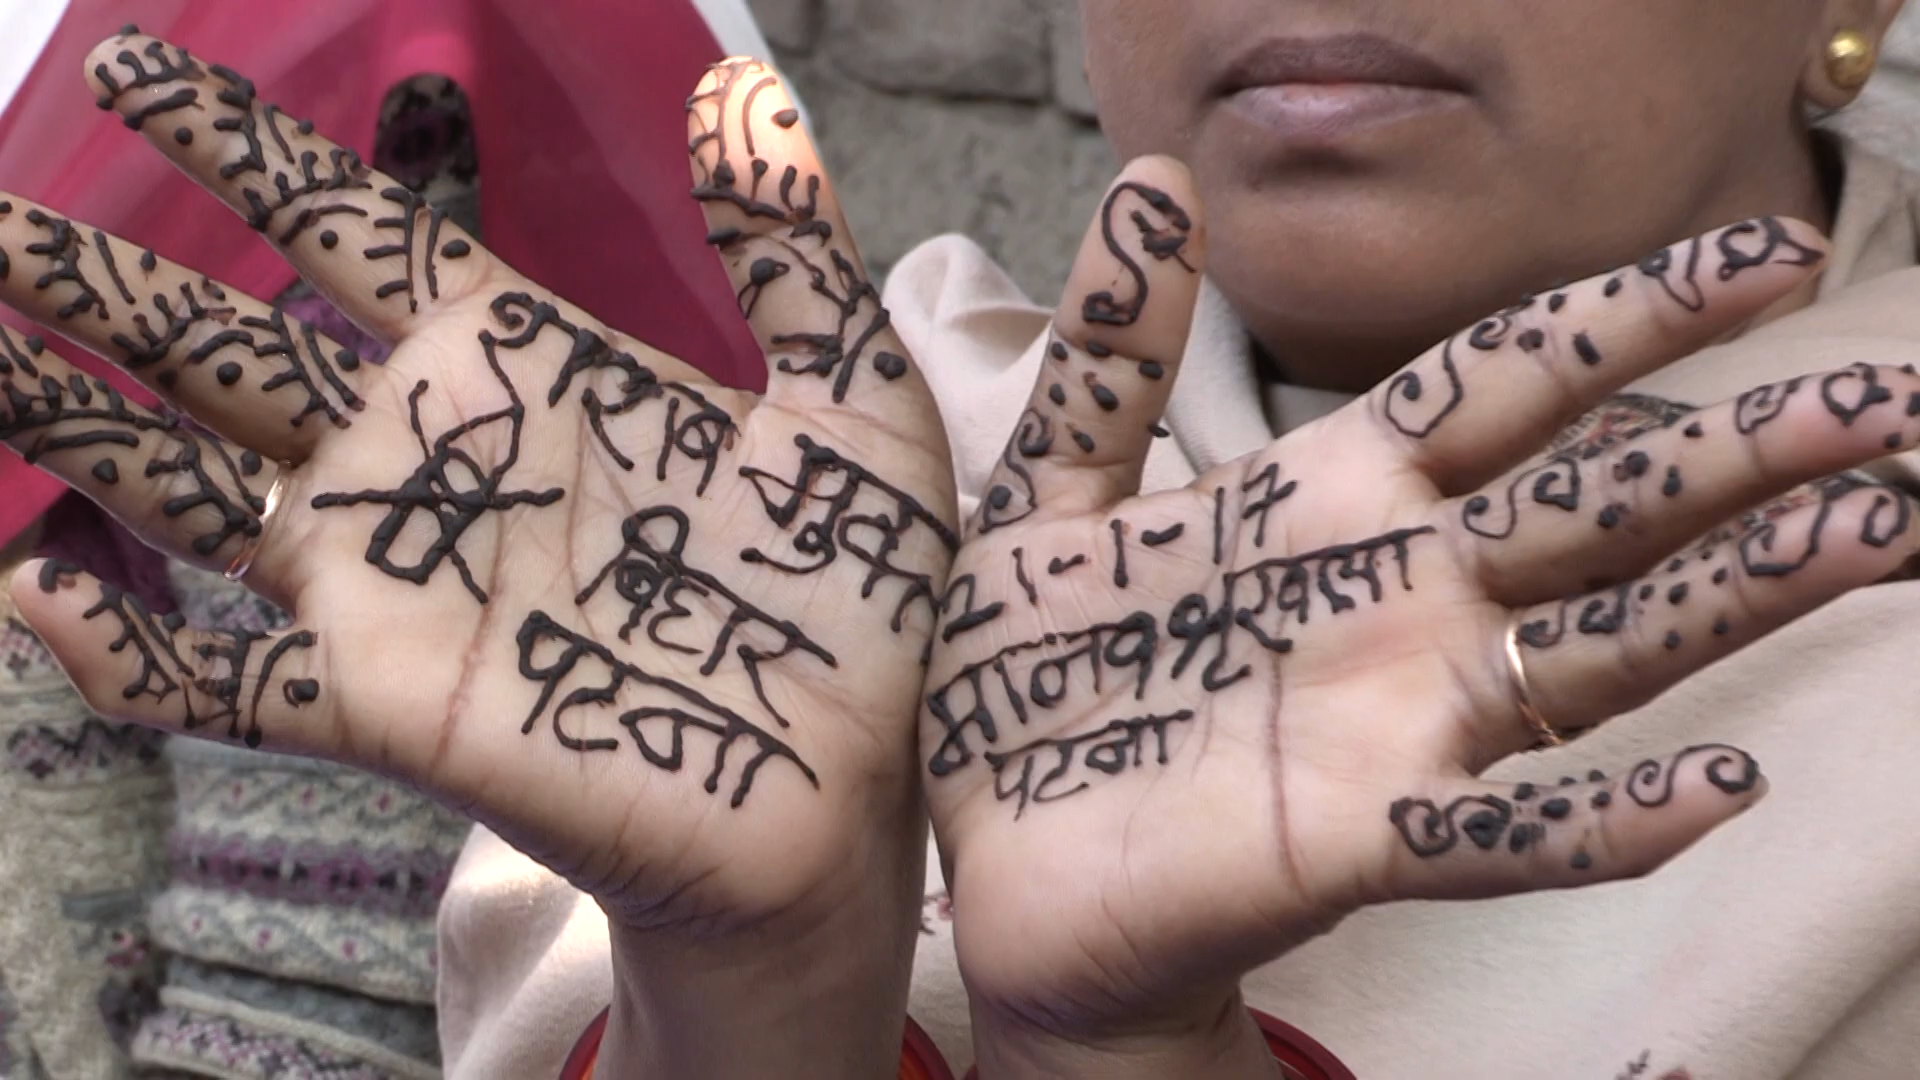 शराब मुक्त
बिहार
पटना
21-1-17
मानव श्रृखला
पटना